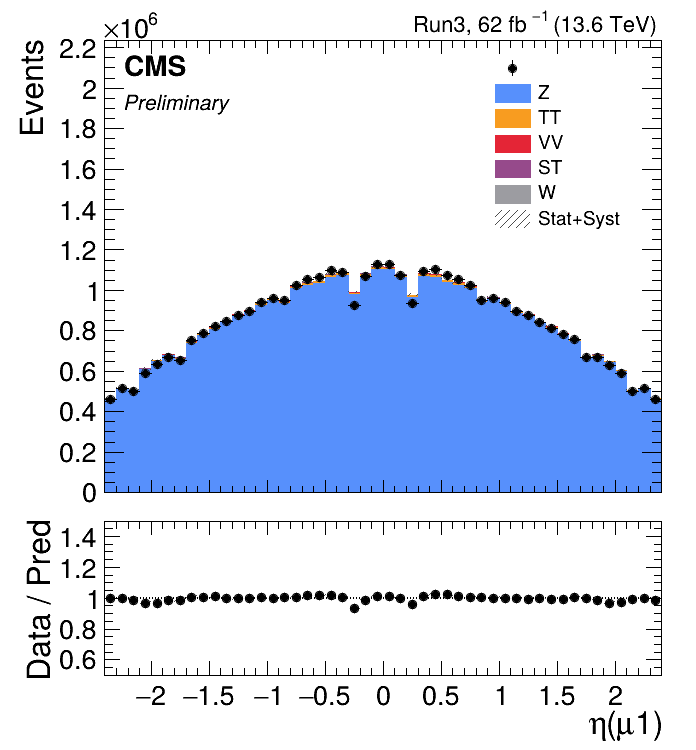 ×10⁶
Run3, 62 fb⁻¹ (13.6 TeV)
Events
CMS
Preliminary
Z
TT
VV
ST
W
Stat+Syst
2.2
2
1.8
1.6
1.4
1.2
1
0.8
0.6
0.4
0.2
0
Data / Pred
1.4
1.2
1
0.8
0.6
−2 −1.5 −1 −0.5 0 0.5 1 1.5 2
η(μ1)